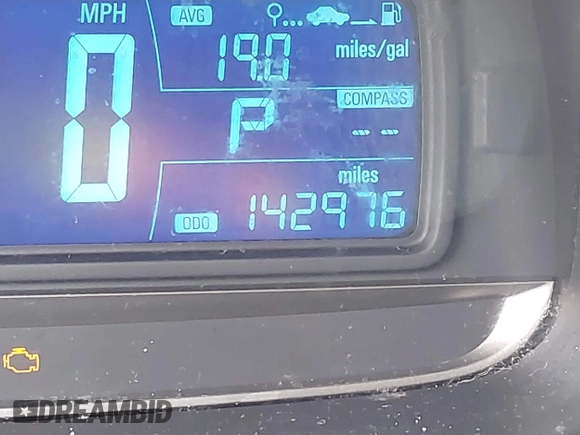 MPH AVG
19.0 miles/gal
0
P COMPASS
-- --
miles
ODO 142976
DREAMBID